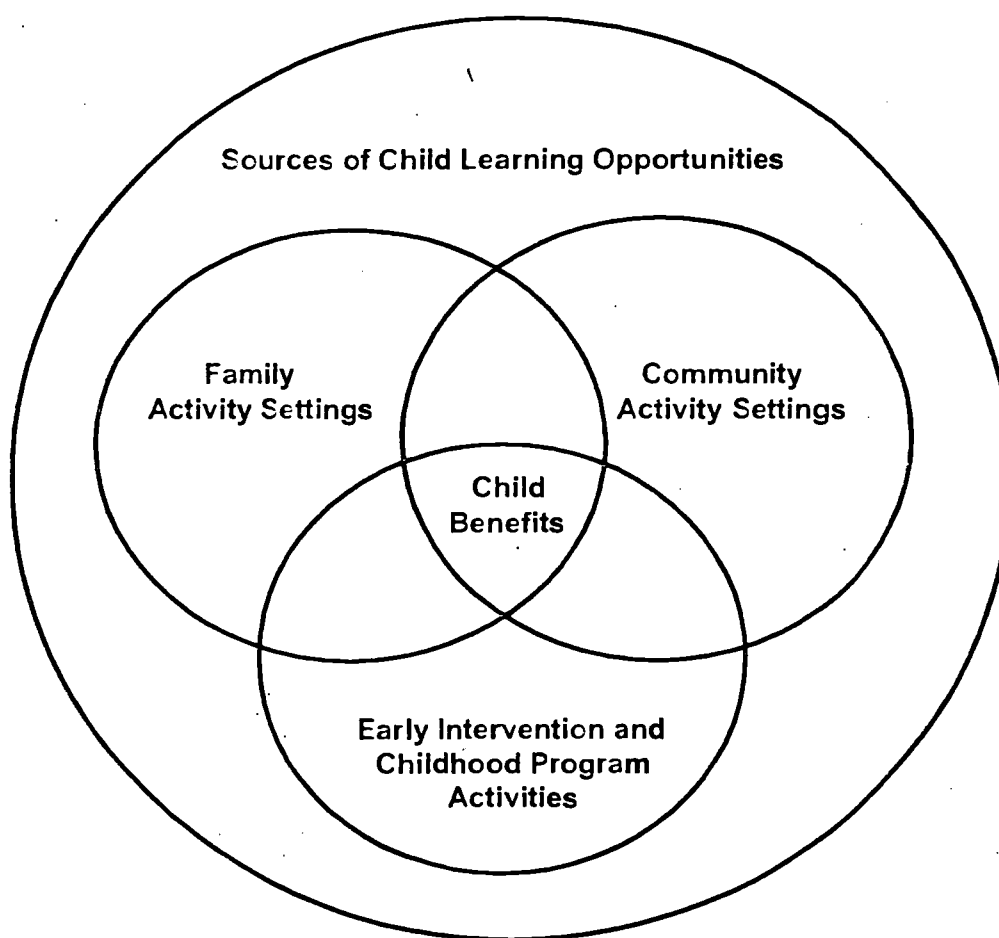 Sources of Child Learning Opportunities
Family
Activity Settings
Community
Activity Settings
Child
Benefits
Early Intervention and
Childhood Program
Activities